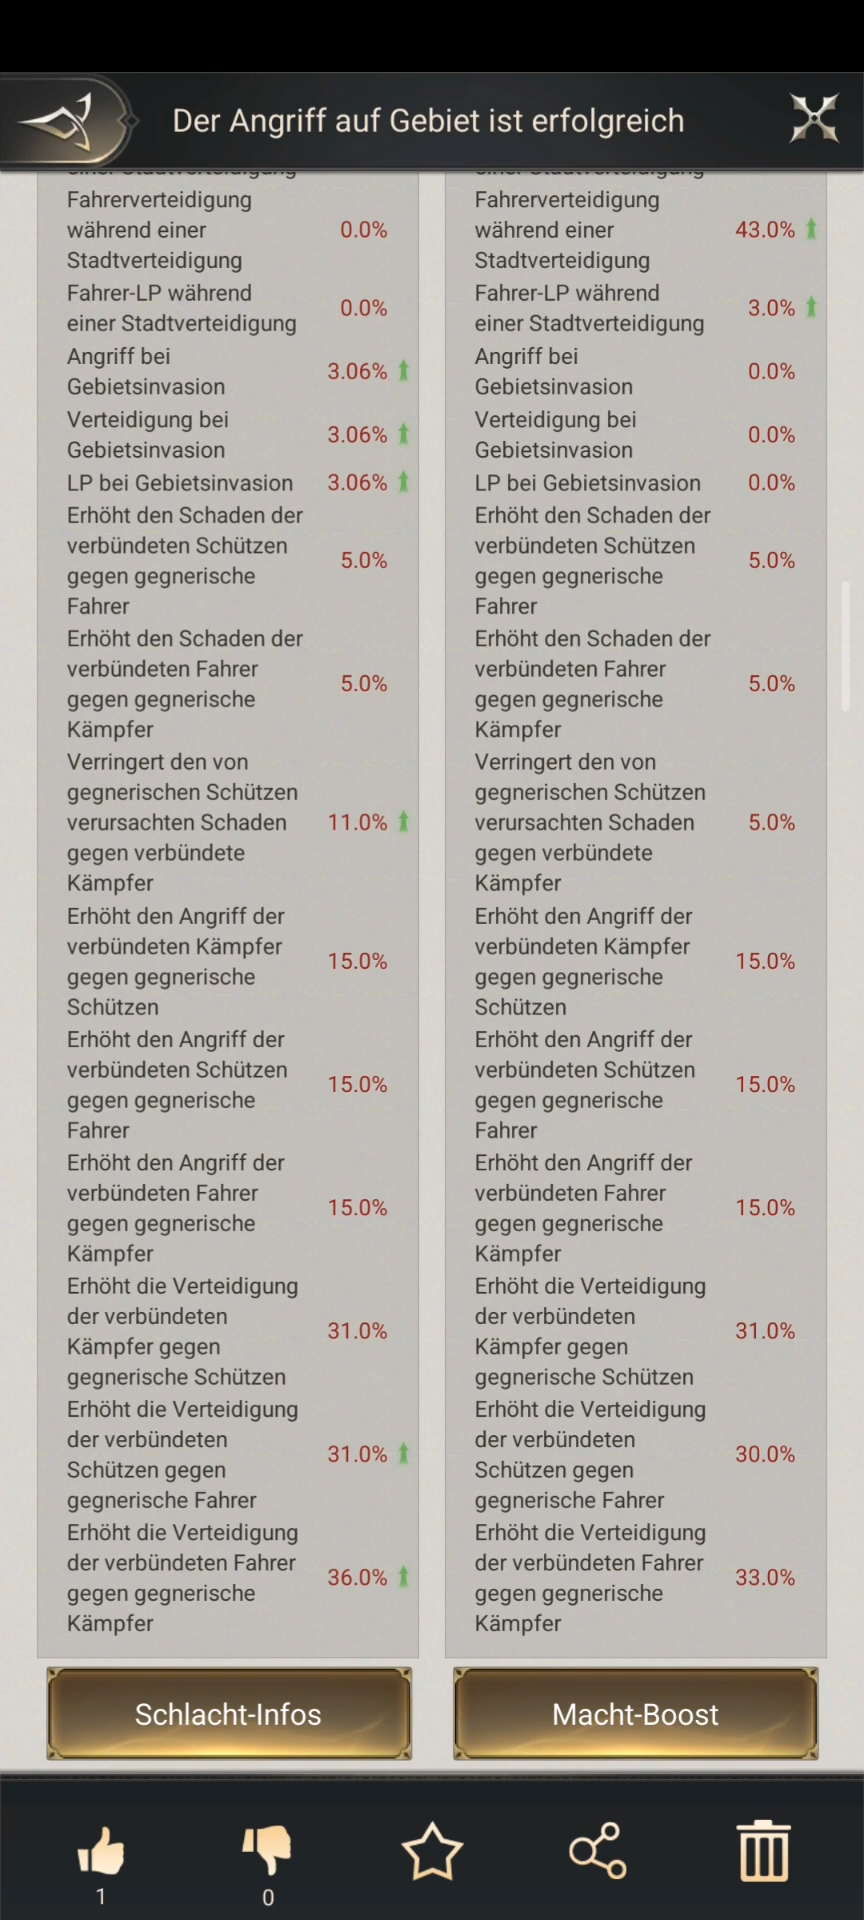 Der Angriff auf Gebiet ist erfolgreich
einer Stadtverteidigung
Fahrerverteidigung
während einer
Stadtverteidigung
0.0%
Fahrer-LP während
einer Stadtverteidigung
0.0%
Angriff bei
Gebietsinvasion
3.06%
Verteidigung bei
Gebietsinvasion
3.06%
LP bei Gebietsinvasion 3.06%
Erhöht den Schaden der
verbündeten Schützen
gegen gegnerische
Fahrer
5.0%
Erhöht den Schaden der
verbündeten Fahrer
gegen gegnerische
Kämpfer
5.0%
Verringert den von
gegnerischen Schützen
verursachten Schaden 11.0%
gegen verbündete
Kämpfer
Erhöht den Angriff der
verbündeten Kämpfer
gegen gegnerische
Schützen
15.0%
Erhöht den Angriff der
verbündeten Schützen
gegen gegnerische
Fahrer
15.0%
Erhöht den Angriff der
verbündeten Fahrer
gegen gegnerische
Kämpfer
15.0%
Erhöht die Verteidigung
der verbündeten
Kämpfer gegen
gegnerische Schützen
31.0%
Erhöht die Verteidigung
der verbündeten
Schützen gegen
gegnerische Fahrer
31.0%
Erhöht die Verteidigung
der verbündeten Fahrer
gegen gegnerische
Kämpfer
36.0%
einer Stadtverteidigung
Fahrerverteidigung
während einer
Stadtverteidigung
43.0%
Fahrer-LP während
einer Stadtverteidigung
3.0%
Angriff bei
Gebietsinvasion
0.0%
Verteidigung bei
Gebietsinvasion
0.0%
LP bei Gebietsinvasion 0.0%
Erhöht den Schaden der
verbündeten Schützen
gegen gegnerische
Fahrer
5.0%
Erhöht den Schaden der
verbündeten Fahrer
gegen gegnerische
Kämpfer
5.0%
Verringert den von
gegnerischen Schützen
verursachten Schaden 5.0%
gegen verbündete
Kämpfer
Erhöht den Angriff der
verbündeten Kämpfer
gegen gegnerische
Schützen
15.0%
Erhöht den Angriff der
verbündeten Schützen
gegen gegnerische
Fahrer
15.0%
Erhöht den Angriff der
verbündeten Fahrer
gegen gegnerische
Kämpfer
15.0%
Erhöht die Verteidigung
der verbündeten
Kämpfer gegen
gegnerische Schützen
31.0%
Erhöht die Verteidigung
der verbündeten
Schützen gegen
gegnerische Fahrer
30.0%
Erhöht die Verteidigung
der verbündeten Fahrer
gegen gegnerische
Kämpfer
33.0%
Schlacht-Infos
Macht-Boost
1
0